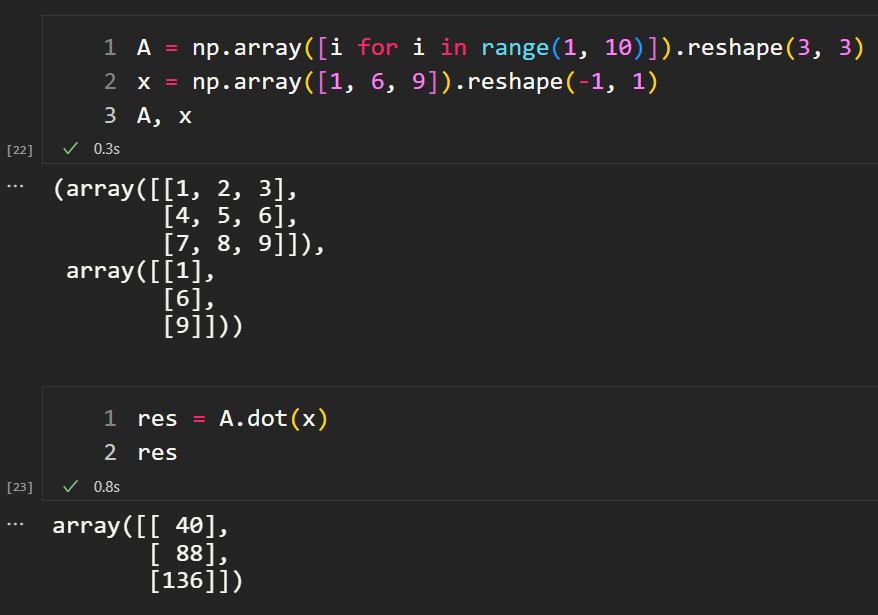 1 A = np.array([i for i in range(1, 10)]).reshape(3, 3)
2 x = np.array([1, 6, 9]).reshape(-1, 1)
3 A, x
[22] ✓ 0.3s
... (array([[1, 2, 3],
[4, 5, 6],
[7, 8, 9]]),
array([[1],
[6],
[9]]))
1 res = A.dot(x)
2 res
[23] ✓ 0.8s
... array([[ 40],
[ 88],
[136]])